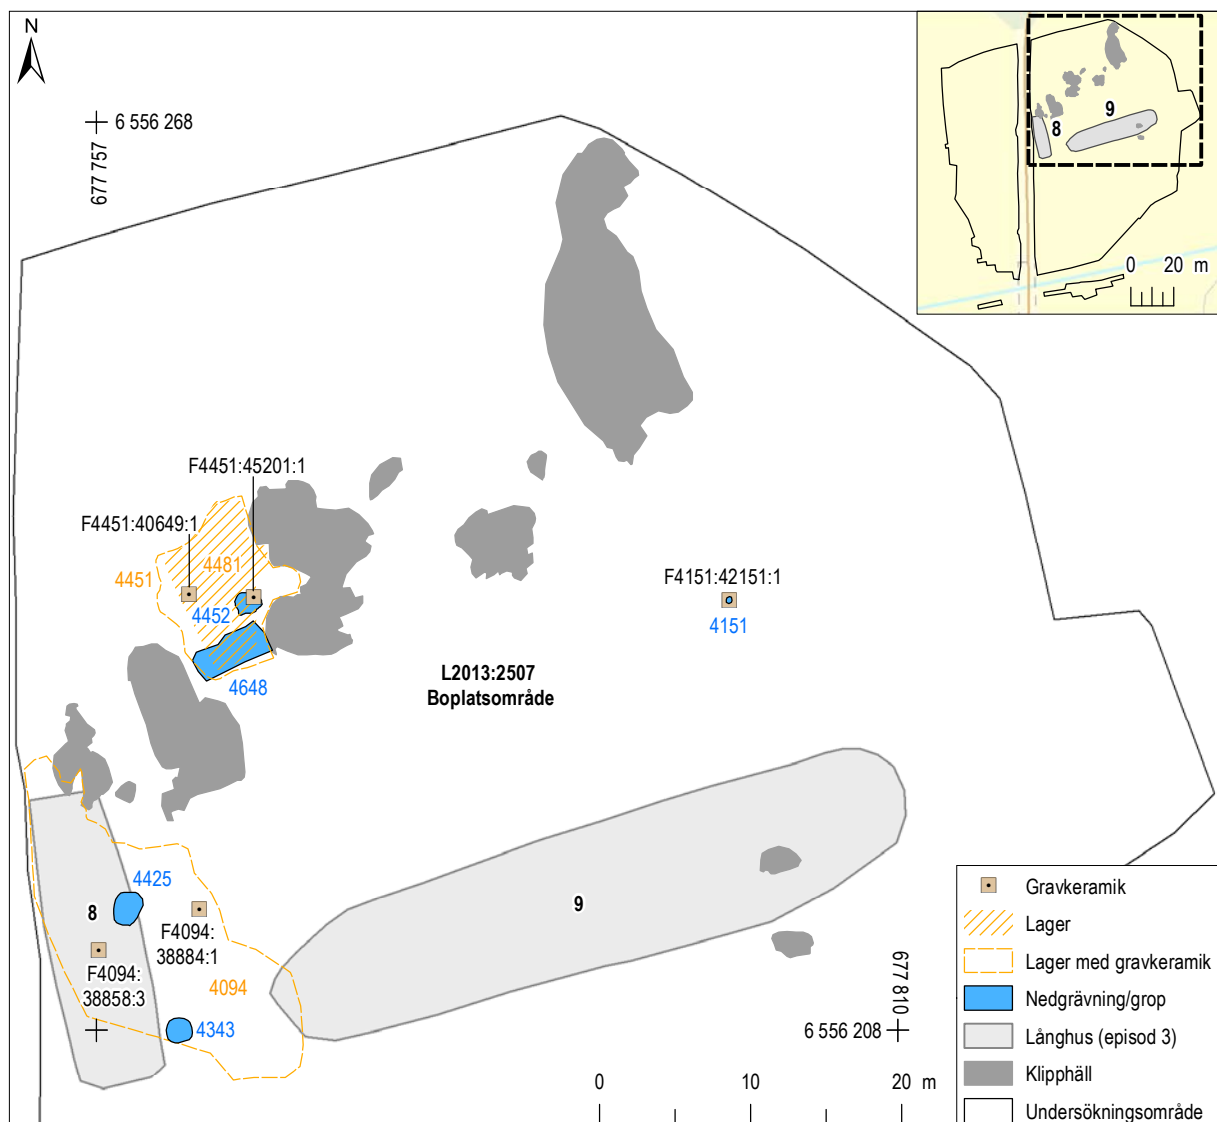 N
6 556 268
677 757
9
8
0 20 m
F4451:45201:1
F4451:40649:1
4451
4481
4452
4648
F4151:42151:1
4151
L2013:2507
Boplatsområde
4425
8
F4094:
38884:1
F4094:
38858:3
4094
4343
9
677 810
6 556 208
0 10 20 m
Gravkeramik
Lager
Lager med gravkeramik
Nedgrävning/grop
Långhus (episod 3)
Klipphäll
Undersökningsområde